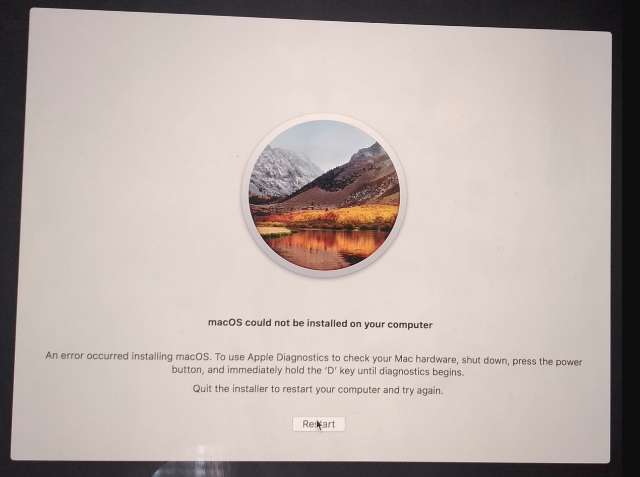 macOS could not be installed on your computer
An error occurred installing macOS. To use Apple Diagnostics to check your Mac hardware, shut down, press the power
button, and immediately hold the ‘D’ key until diagnostics begins.
Quit the installer to restart your computer and try again.
Restart